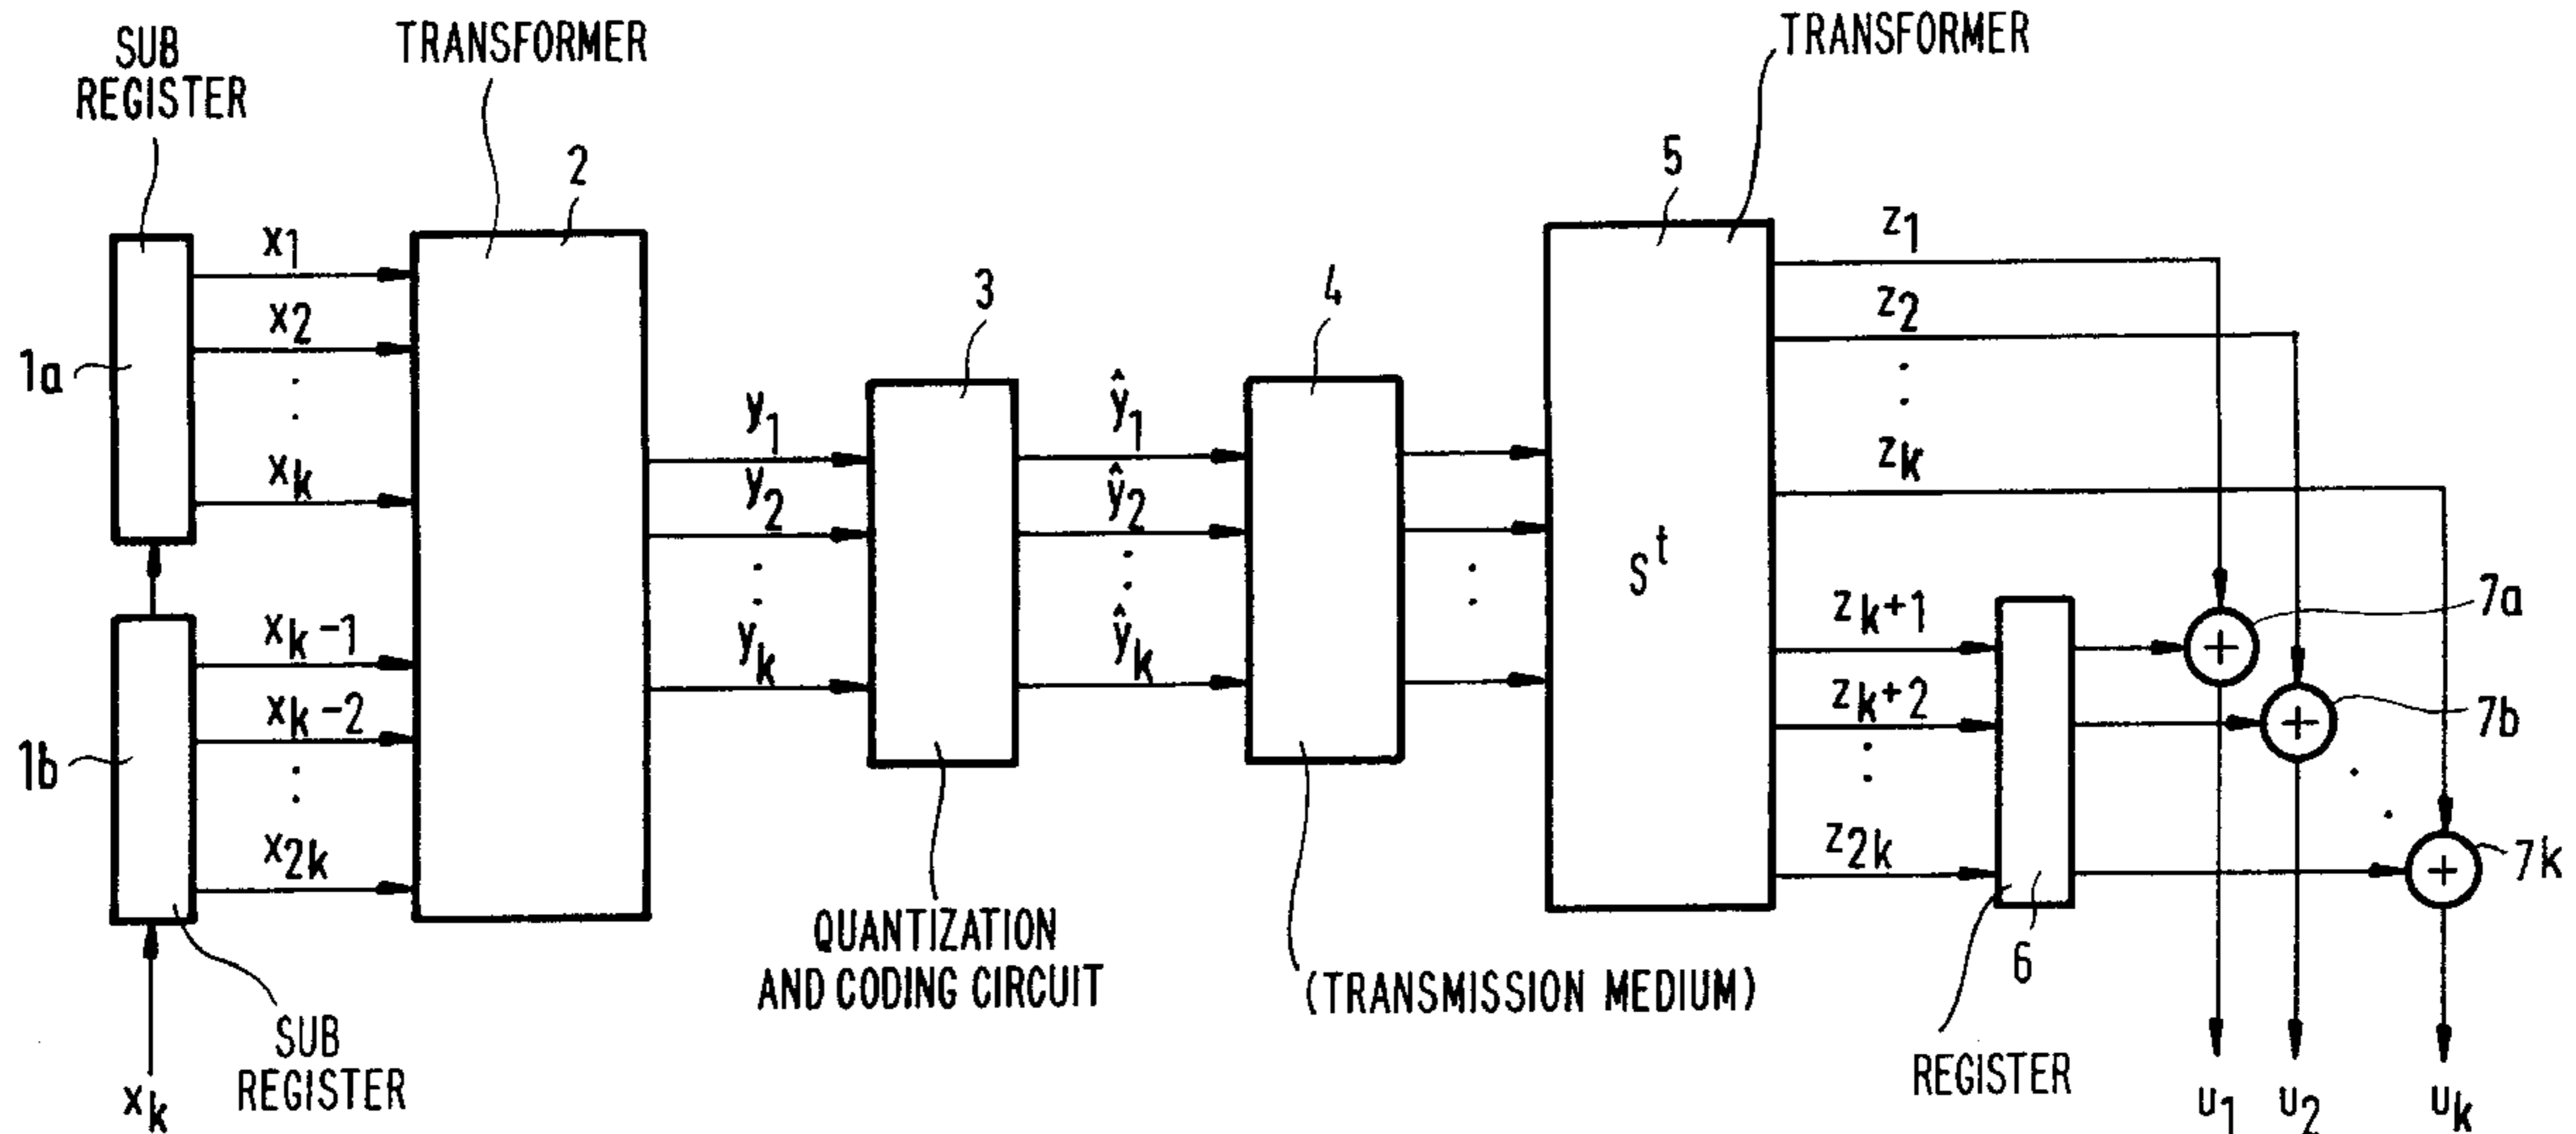 SUB
REGISTER
TRANSFORMER
TRANSFORMER
2
5
3
4
1a
x1
x2
.
.
xk
1b
xk-1
xk-2
.
.
x2k
xk
SUB
REGISTER
y1
y2
.
.
yk
QUANTIZATION
AND CODING CIRCUIT
ŷ1
ŷ2
.
.
ŷk
(TRANSMISSION MEDIUM)
.
.
S^t
z1
z2
.
.
zk
zk+1
zk+2
.
.
z2k
6
REGISTER
+
7a
+
7b
.
.
+
7k
u1
u2
uk